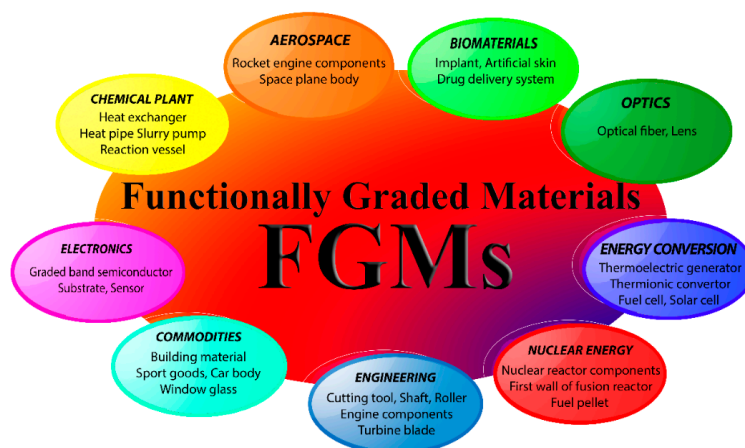 AEROSPACE
Rocket engine components
Space plane body
BIOMATERIALS
Implant, Artificial skin
Drug delivery system
CHEMICAL PLANT
Heat exchanger
Heat pipe Slurry pump
Reaction vessel
OPTICS
Optical fiber, Lens
Functionally Graded Materials
FGMs
ELECTRONICS
Graded band semiconductor
Substrate, Sensor
ENERGY CONVERSION
Thermoelectric generator
Thermionic convertor
Fuel cell, Solar cell
COMMODITIES
Building material
Sport goods, Car body
Window glass
ENGINEERING
Cutting tool, Shaft, Roller
Engine components
Turbine blade
NUCLEAR ENERGY
Nuclear reactor components
First wall of fusion reactor
Fuel pellet